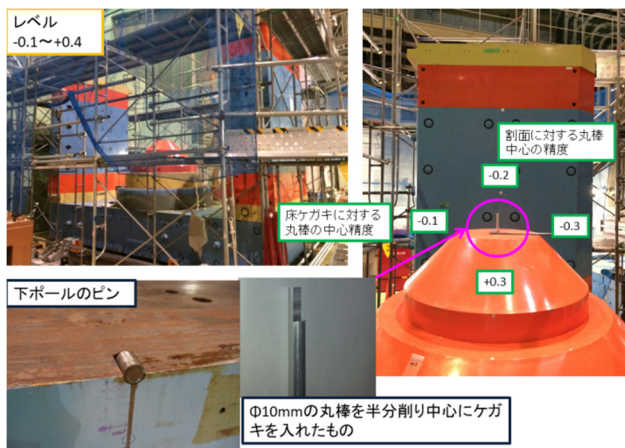 レベル
-0.1～+0.4
割面に対する丸棒
中心の精度
-0.2
床ケガキに対する
丸棒の中心精度
-0.1
-0.3
+0.3
下ポールのピン
Φ10mmの丸棒を半分削り中心にケガ
キを入れたもの